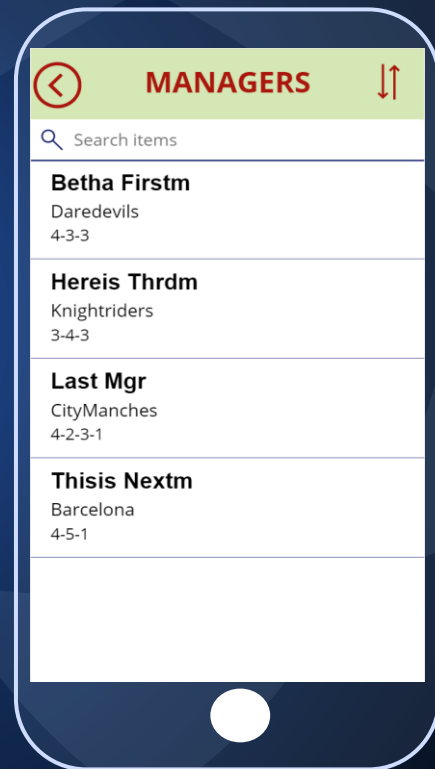 MANAGERS
Search items
Betha Firstm
Daredevils
4-3-3
Hereis Thrdm
Knightriders
3-4-3
Last Mgr
CityManches
4-2-3-1
Thisis Nextm
Barcelona
4-5-1